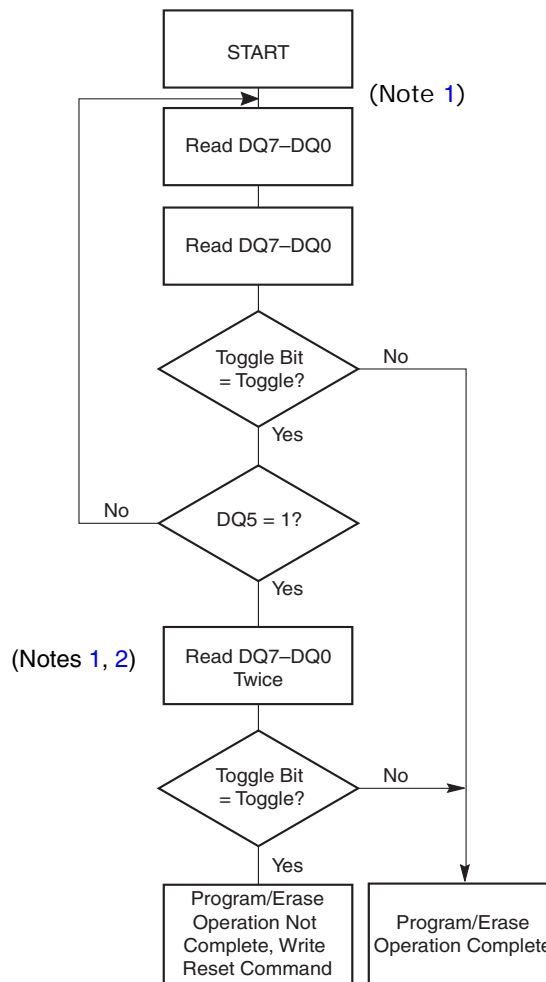 START
(Note 1)
Read DQ7–DQ0
Read DQ7–DQ0
Toggle Bit
= Toggle?
No
Yes
No
DQ5 = 1?
Yes
(Notes 1, 2)
Read DQ7–DQ0
Twice
Toggle Bit
= Toggle?
No
Yes
Program/Erase
Operation Not
Complete, Write
Reset Command
Program/Erase
Operation Complete